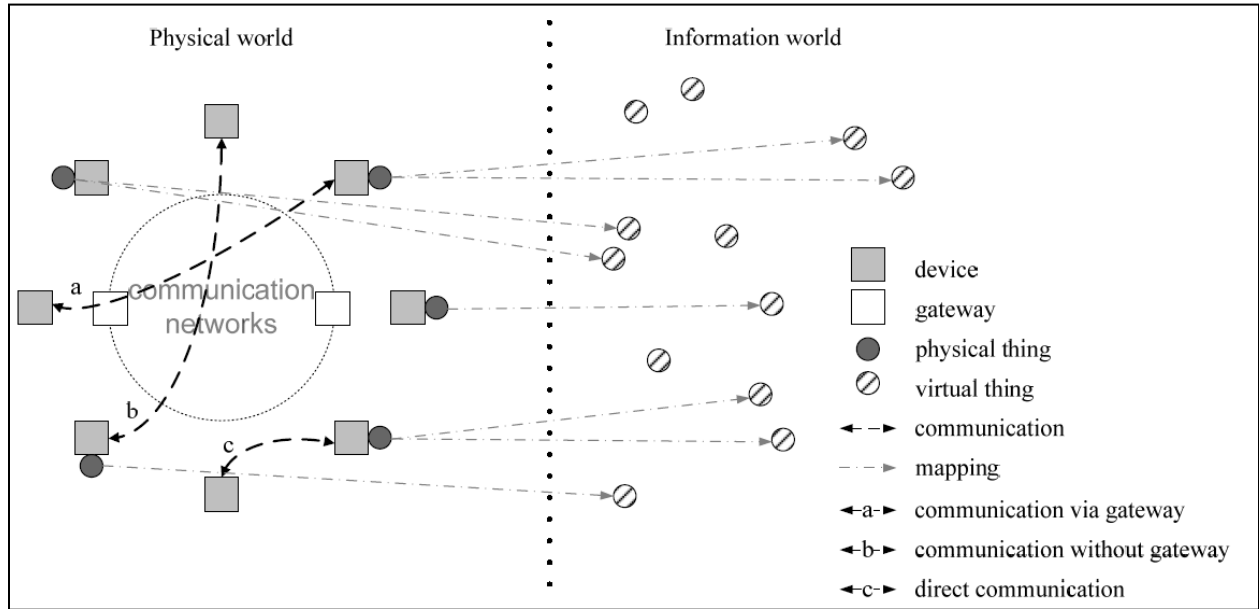 Physical world
Information world
a
communication
networks
b
c
device
gateway
physical thing
virtual thing
communication
mapping
a communication via gateway
b communication without gateway
c direct communication